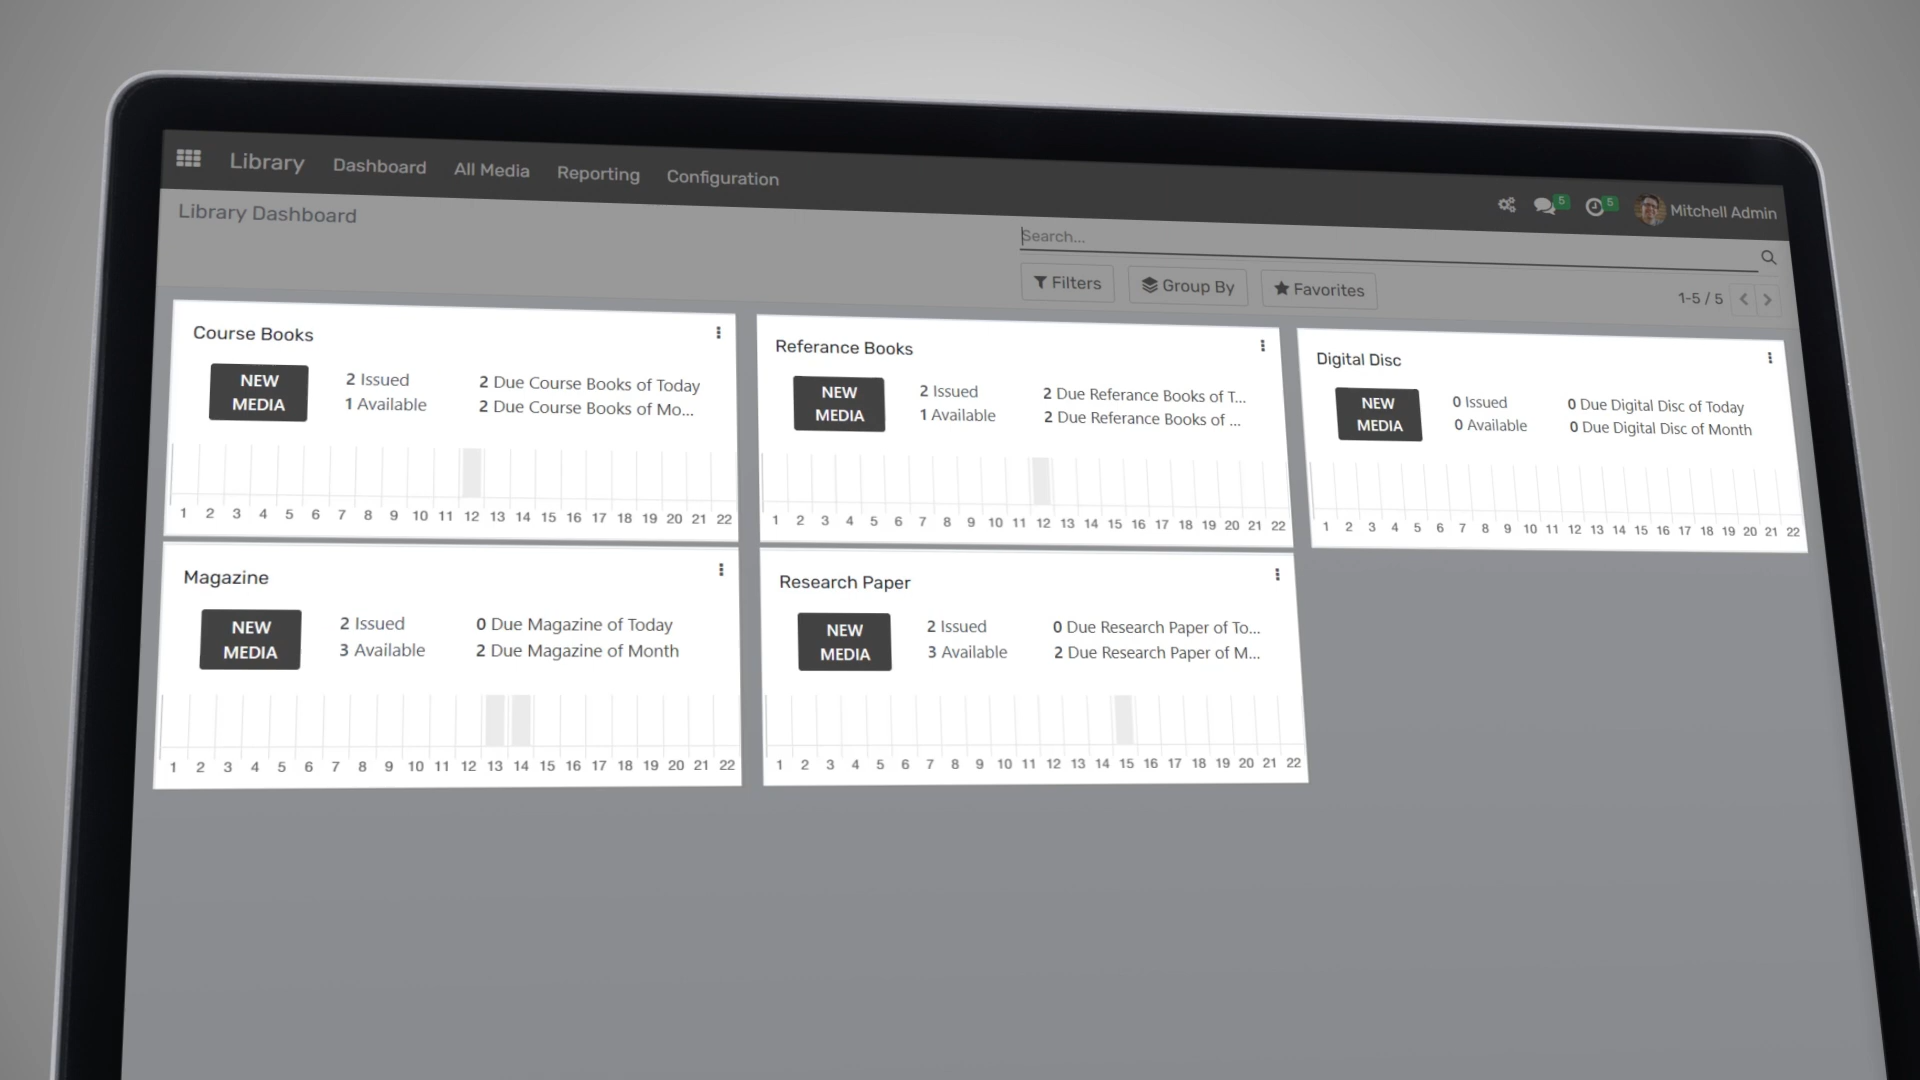 Library Dashboard All Media Reporting Configuration
5 5 Mitchell Admin
Library Dashboard
Search...
Filters Group By Favorites
1-5 / 5
Course Books
NEW MEDIA
2 Issued
1 Available
2 Due Course Books of Today
2 Due Course Books of Mo...
1 2 3 4 5 6 7 8 9 10 11 12 13 14 15 16 17 18 19 20 21 22
Referance Books
NEW MEDIA
2 Issued
1 Available
2 Due Referance Books of T...
2 Due Referance Books of ...
1 2 3 4 5 6 7 8 9 10 11 12 13 14 15 16 17 18 19 20 21 22
Digital Disc
NEW MEDIA
0 Issued
0 Available
0 Due Digital Disc of Today
0 Due Digital Disc of Month
1 2 3 4 5 6 7 8 9 10 11 12 13 14 15 16 17 18 19 20 21 22
Magazine
NEW MEDIA
2 Issued
3 Available
0 Due Magazine of Today
2 Due Magazine of Month
1 2 3 4 5 6 7 8 9 10 11 12 13 14 15 16 17 18 19 20 21 22
Research Paper
NEW MEDIA
2 Issued
3 Available
0 Due Research Paper of To...
2 Due Research Paper of M...
1 2 3 4 5 6 7 8 9 10 11 12 13 14 15 16 17 18 19 20 21 22